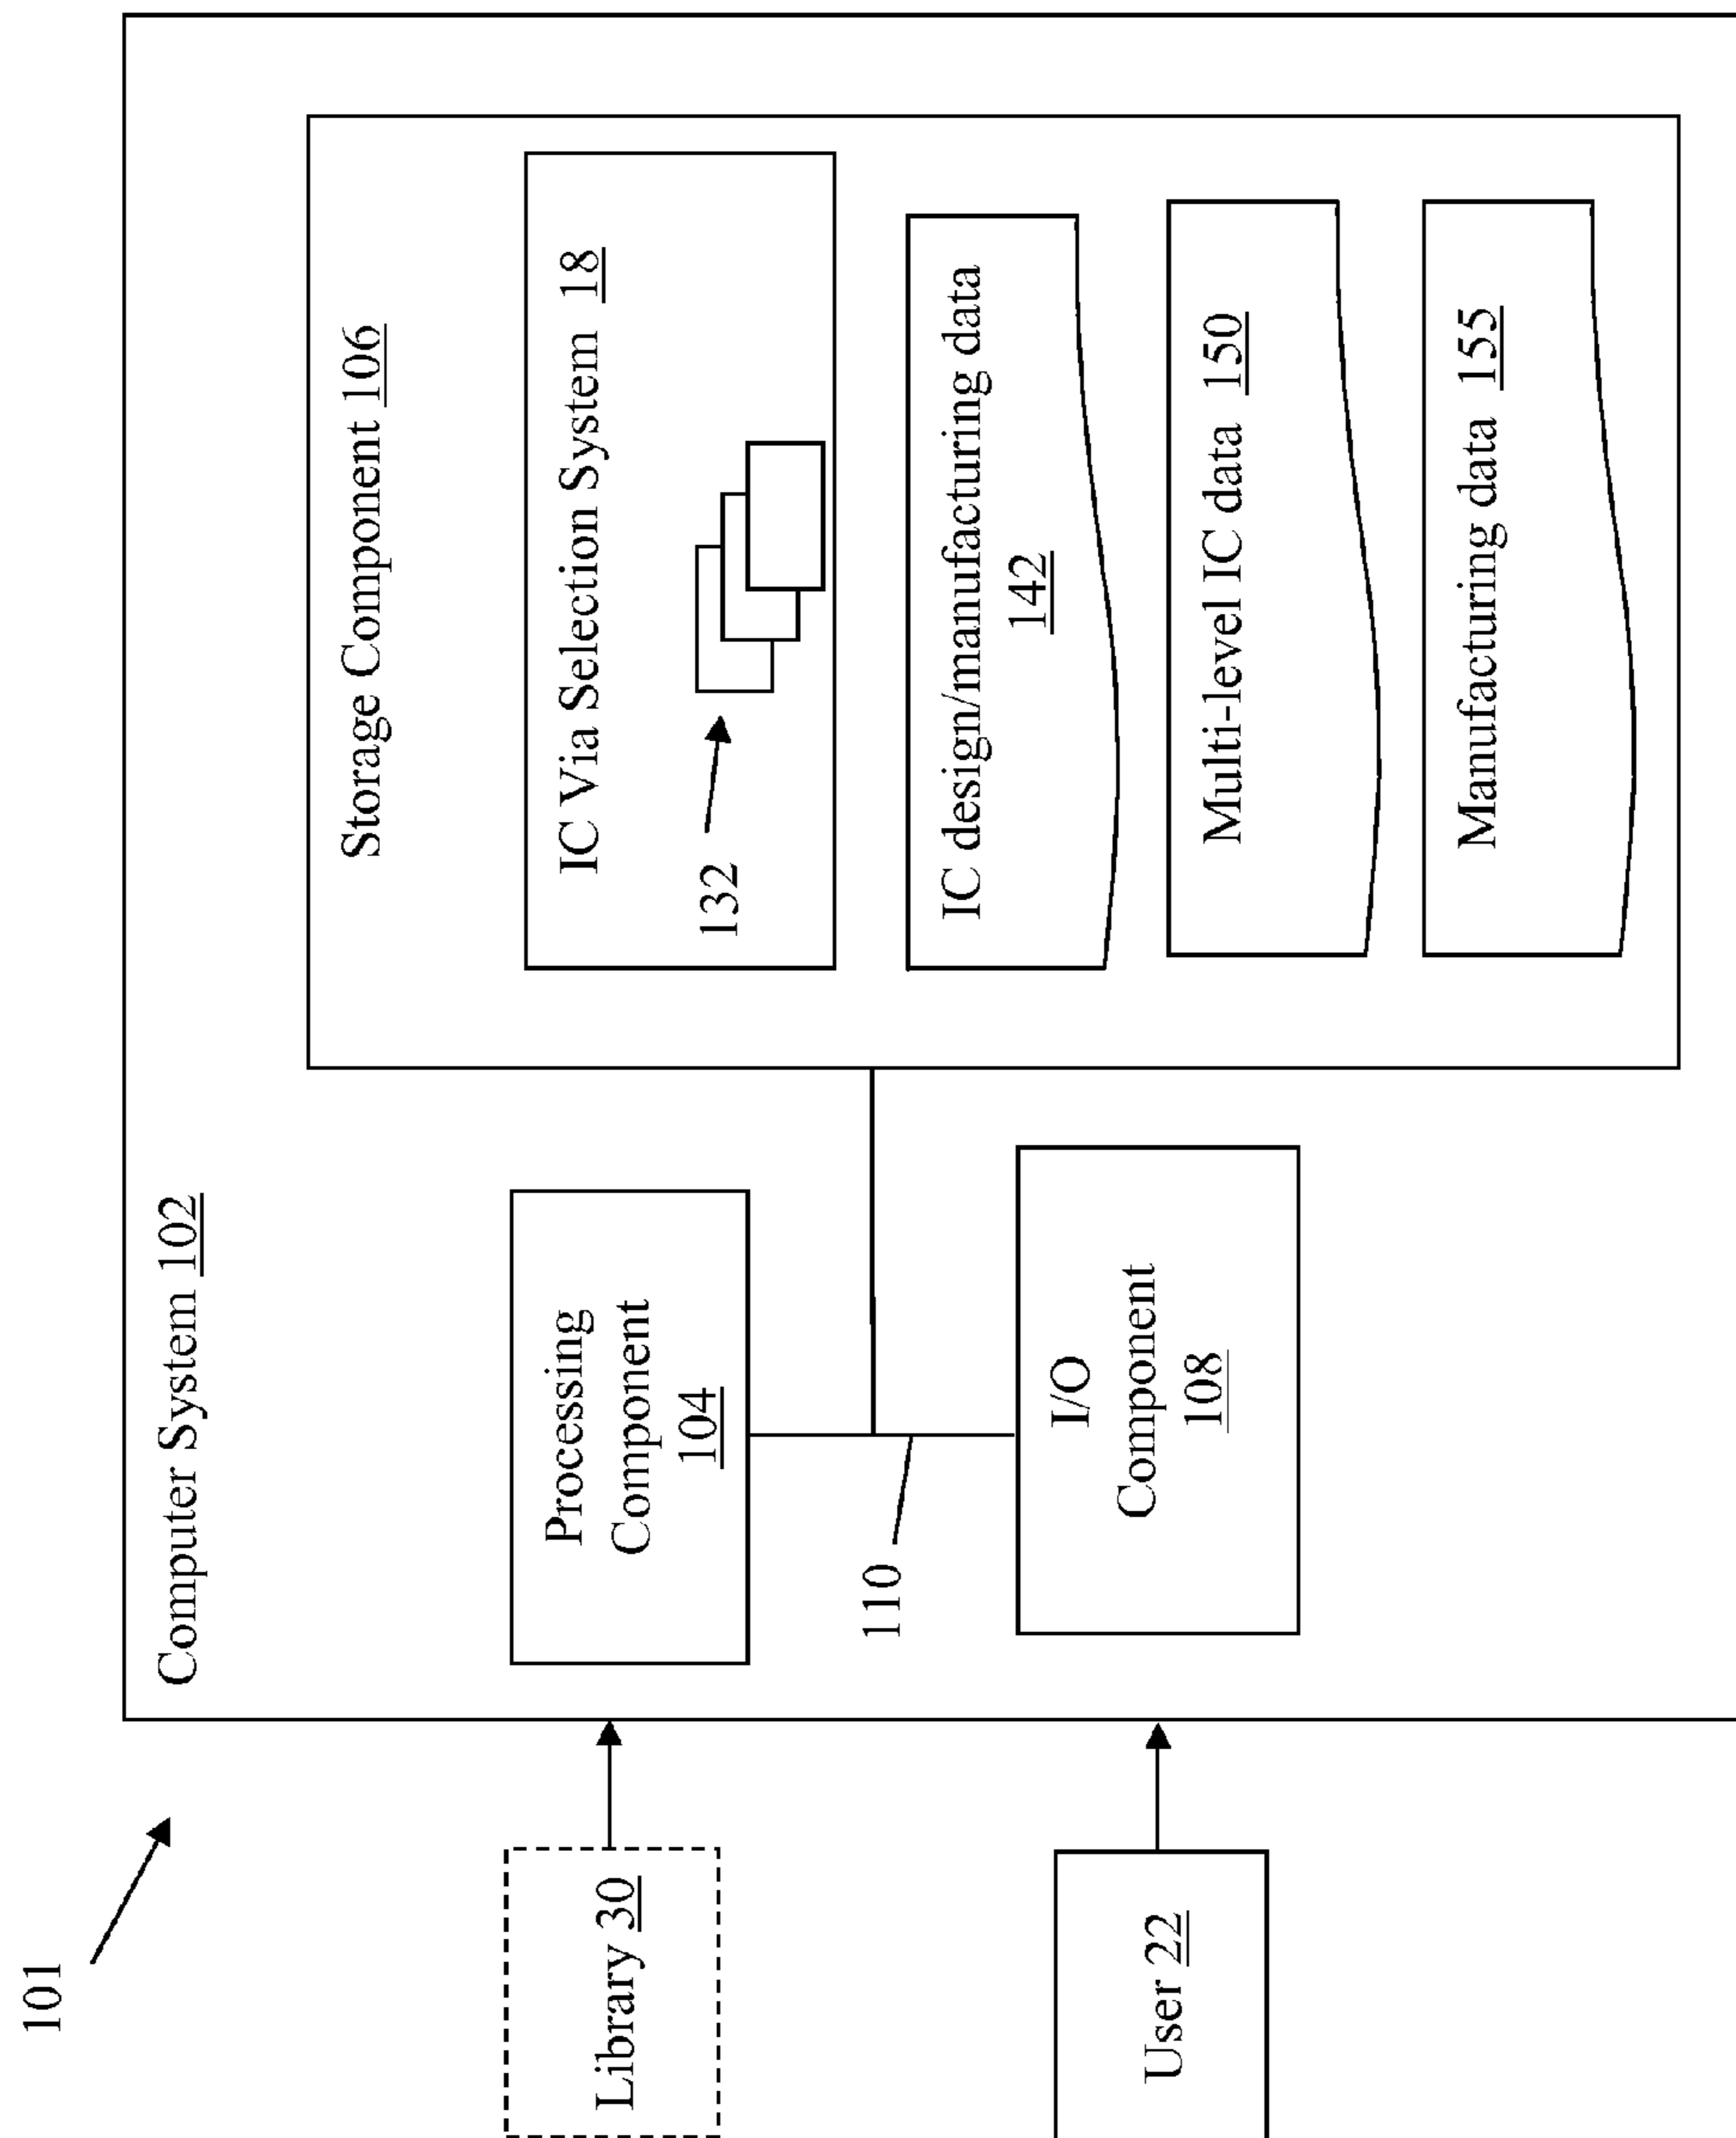 101
Computer System 102
Library 30
Processing
Component
104
110
I/O
Component
108
User 22
Storage Component 106
IC Via Selection System 18
132
IC design/manufacturing data
142
Multi-level IC data 150
Manufacturing data 155